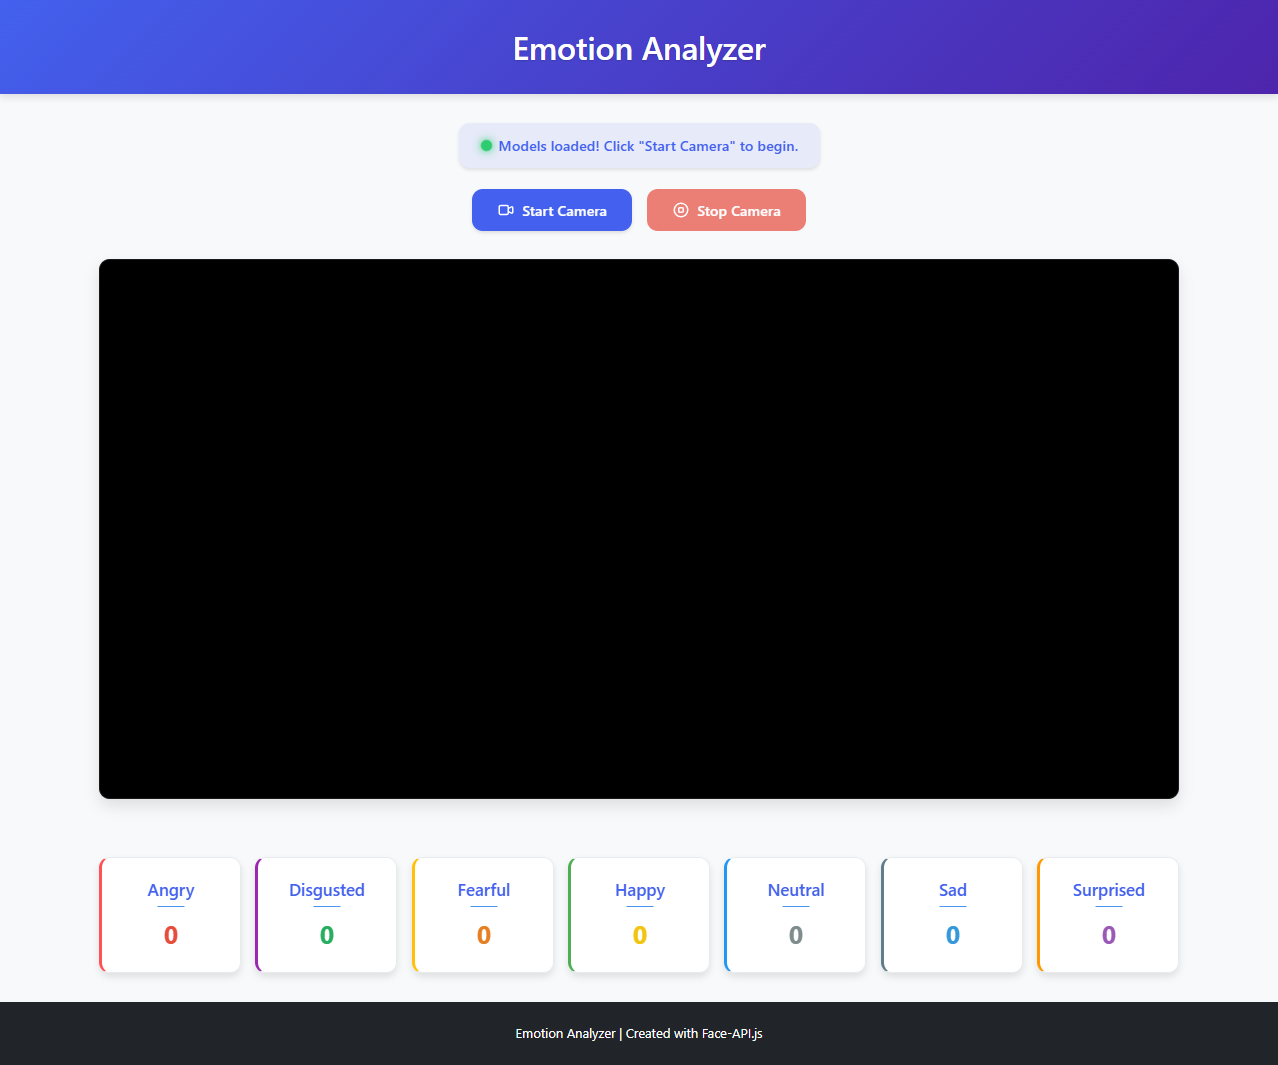 Emotion Analyzer
Models loaded! Click "Start Camera" to begin.
Start Camera
Stop Camera
Angry
0
Disgusted
0
Fearful
0
Happy
0
Neutral
0
Sad
0
Surprised
0
Emotion Analyzer | Created with Face-API.js